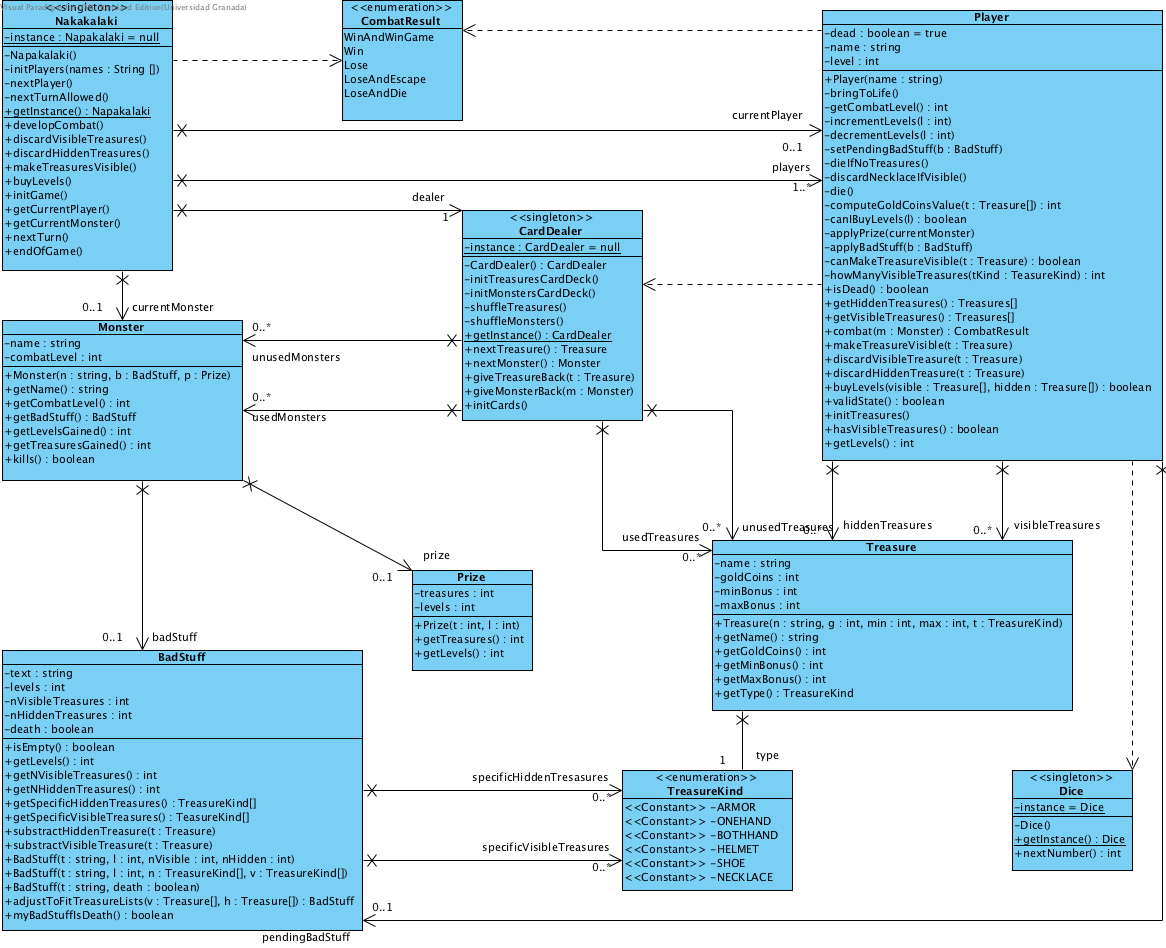 Visual Paradigm
Edition(Universidad Granada)
<<singleton>>
Nakakalaki
-instance : Napakalaki = null
-Napakalaki()
-initPlayers(names : String [])
-nextPlayer()
-nextTurnAllowed()
+getInstance() : Napakalaki
+developCombat()
+discardVisibleTreasures()
+discardHiddenTreasures()
+makeTreasuresVisible()
+buyLevels()
+initGame()
+getCurrentPlayer()
+getCurrentMonster()
+nextTurn()
+endOfGame()
<<enumeration>>
CombatResult
WinAndWinGame
Win
Lose
LoseAndEscape
LoseAndDie
Player
-dead : boolean = true
-name : string
-level : int
+Player(name : string)
-bringToLife()
-getCombatLevel() : int
-incrementLevels(l : int)
-decrementLevels(l : int)
-setPendingBadStuff(b : BadStuff)
-dieIfNoTreasures()
-discardNecklaceIfVisible()
-die()
-computeGoldCoinsValue(t : Treasure[]) : int
-canIBuyLevels(l) : boolean
-applyPrize(currentMonster)
-applyBadStuff(b : BadStuff)
-canMakeTreasureVisible(t : Treasure) : boolean
-howManyVisibleTreasures(tKind : TeasureKind) : int
+isDead() : boolean
+getHiddenTreasures() : Treasures[]
+getVisibleTreasures() : Treasures[]
+combat(m : Monster) : CombatResult
+makeTreasureVisible(t : Treasure)
+discardVisibleTreasure(t : Treasure)
+discardHiddenTreasure(t : Treasure)
+buyLevels(visible : Treasure[], hidden : Treasure[]) : boolean
+validState() : boolean
+initTreasures()
+hasVisibleTreasures() : boolean
+getLevels() : int
currentPlayer
0..1
players
1..*
dealer
1
<<singleton>>
CardDealer
-instance : CardDealer = null
-CardDealer() : CardDealer
-initTreasuresCardDeck()
-initMonstersCardDeck()
-shuffleTreasures()
-shuffleMonsters()
+getInstance() : CardDealer
+nextTreasure() : Treasure
+nextMonster() : Monster
+giveTreasureBack(t : Treasure)
+giveMonsterBack(m : Monster)
+initCards()
0..1
currentMonster
Monster
-name : string
-combatLevel : int
+Monster(n : string, b : BadStuff, p : Prize)
+getName() : string
+getCombatLevel() : int
+getBadStuff() : BadStuff
+getLevelsGained() : int
+getTreasuresGained() : int
+kills() : boolean
0..*
unusedMonsters
0..*
usedMonsters
usedTreasures
0..*
0..*
unusedTreasures
0..*
hiddenTreasures
0..*
visibleTreasures
prize
0..1
Prize
-treasures : int
-levels : int
+Prize(t : int, l : int)
+getTreasures() : int
+getLevels() : int
Treasure
-name : string
-goldCoins : int
-minBonus : int
-maxBonus : int
+Treasure(n : string, g : int, min : int, max : int, t : TreasureKind)
+getName() : string
+getGoldCoins() : int
+getMinBonus() : int
+getMaxBonus() : int
+getType() : TreasureKind
0..1
badStuff
BadStuff
-text : string
-levels : int
-nVisibleTreasures : int
-nHiddenTreasures : int
-death : boolean
+isEmpty() : boolean
+getLevels() : int
+getNVisibleTreasures() : int
+getNHiddenTreasures() : int
+getSpecificHiddenTreasures() : TreasureKind[]
+getSpecificVisibleTreasures() : TeasureKind[]
+substractHiddenTreasure(t : Treasure)
+substractVisibleTreasure(t : Treasure)
+BadStuff(t : string, l : int, nVisible : int, nHidden : int)
+BadStuff(t : string, l : int, n : TreasureKind[], v : TreasureKind[])
+BadStuff(t : string, death : boolean)
+adjustToFitTreasureLists(v : Treasure[], h : Treasure[]) : BadStuff
+myBadStuffIsDeath() : boolean
specificHiddenTresasures
0..*
specificVisibleTreasures
0..*
1
type
<<enumeration>>
TreasureKind
<<Constant>> -ARMOR
<<Constant>> -ONEHAND
<<Constant>> -BOTHHAND
<<Constant>> -HELMET
<<Constant>> -SHOE
<<Constant>> -NECKLACE
<<singleton>>
Dice
-instance = Dice
-Dice()
+getInstance() : Dice
+nextNumber() : int
0..1
pendingBadStuff